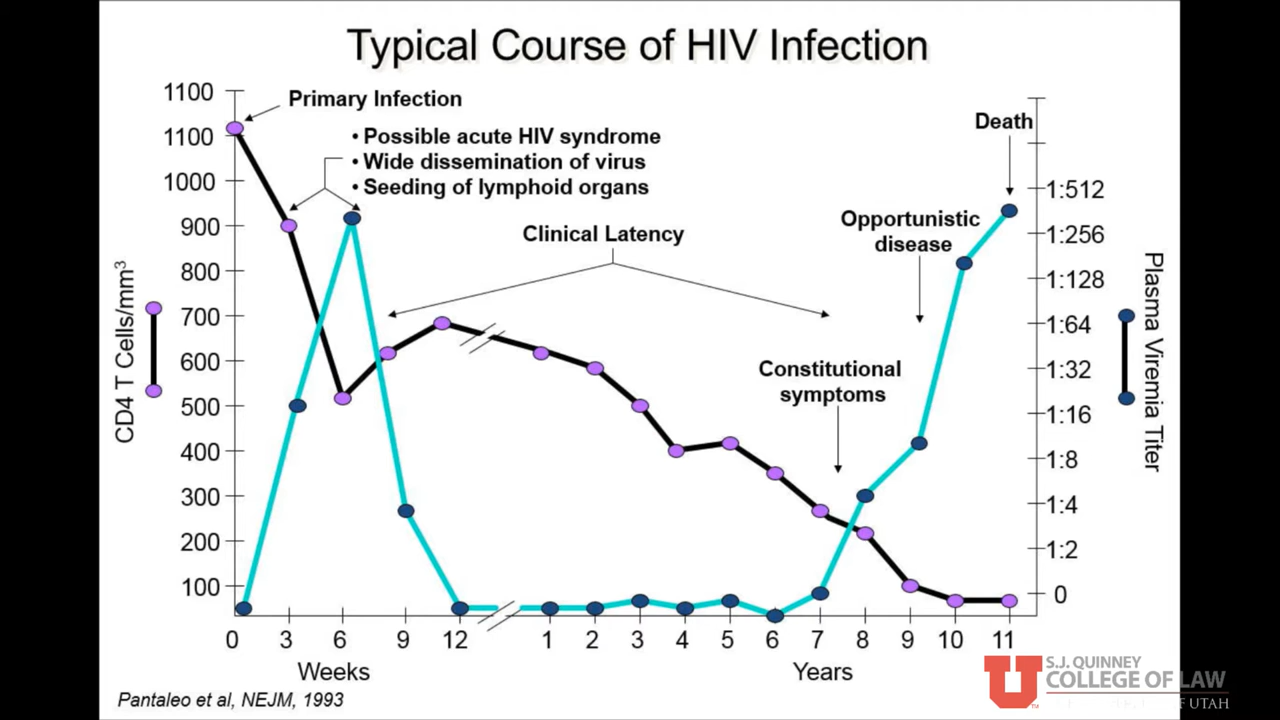 Typical Course of HIV Infection
1100
1100
1000
900
800
700
600
500
400
300
200
100
CD4 T Cells/mm³
Primary Infection
• Possible acute HIV syndrome
• Wide dissemination of virus
• Seeding of lymphoid organs
Clinical Latency
Constitutional
symptoms
Opportunistic
disease
Death
1:512
1:256
1:128
1:64
1:32
1:16
1:8
1:4
1:2
0
Plasma Viremia Titer
0 3 6 9 12 1 2 3 4 5 6 7 8 9 10 11
Weeks Years
Pantaleo et al, NEJM, 1993
S.J. QUINNEY
COLLEGE OF LAW
OF UTAH